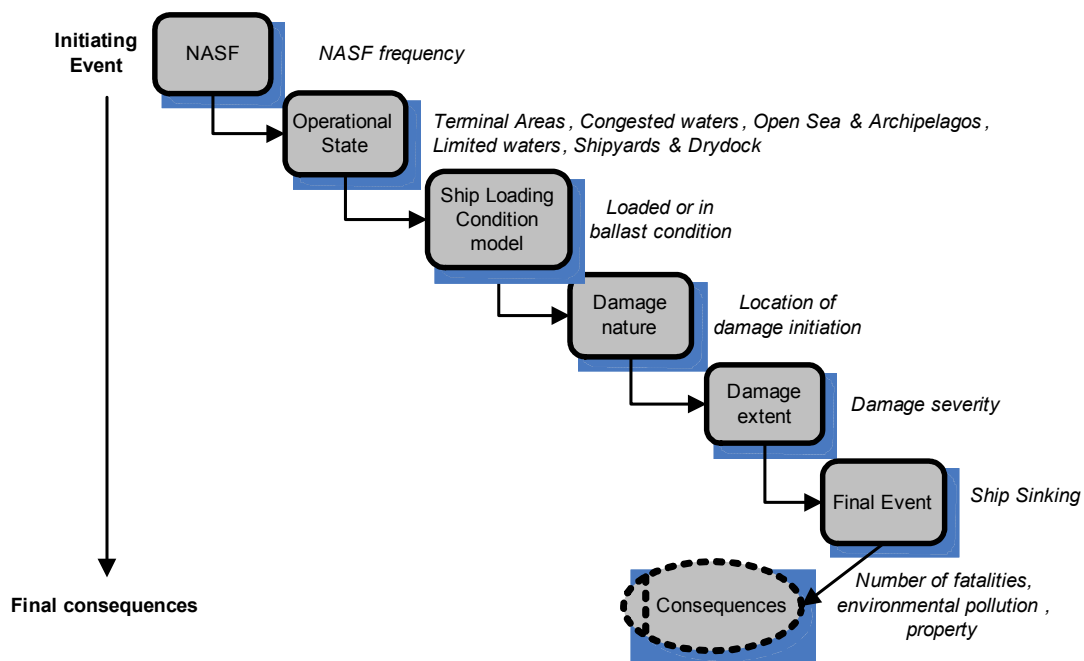 Initiating
Event
NASF
NASF frequency
Operational
State
Terminal Areas , Congested waters , Open Sea & Archipelagos ,
Limited waters , Shipyards & Drydock
Ship Loading
Condition
model
Loaded or in
ballast condition
Damage
nature
Location of
damage initiation
Damage
extent
Damage severity
Final Event
Ship Sinking
Final consequences
Consequences
Number of fatalities,
environmental pollution ,
property